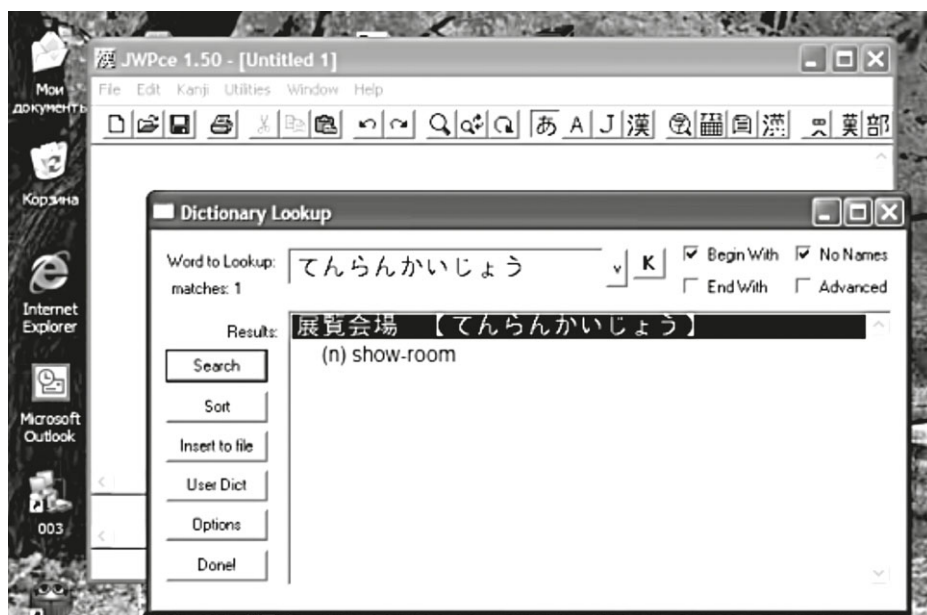 Мои
документы
Корзина
Internet
Explorer
Microsoft
Outlook
003
漢 JWPce 1.50 - [Untitled 1]
File Edit Kanji Utilities Window Help
あ A J 漢 漢 部
Dictionary Lookup
Word to Lookup: てんらんかいじょう v K
matches: 1
Begin With No Names
End With Advanced
Results:
展覧会場 【てんらんかいじょう】
(n) show-room
Search
Sort
Insert to file
User Dict
Options
Done!